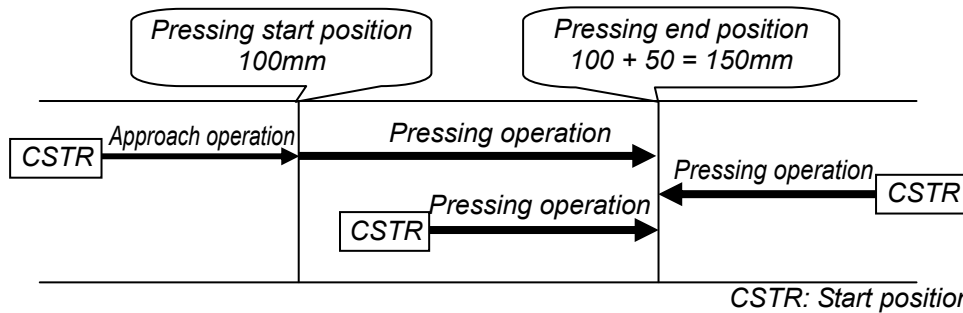 Pressing start position
100mm
Pressing end position
100 + 50 = 150mm
Approach operation
Pressing operation
CSTR
Pressing operation
CSTR
Pressing operation
CSTR
CSTR: Start position